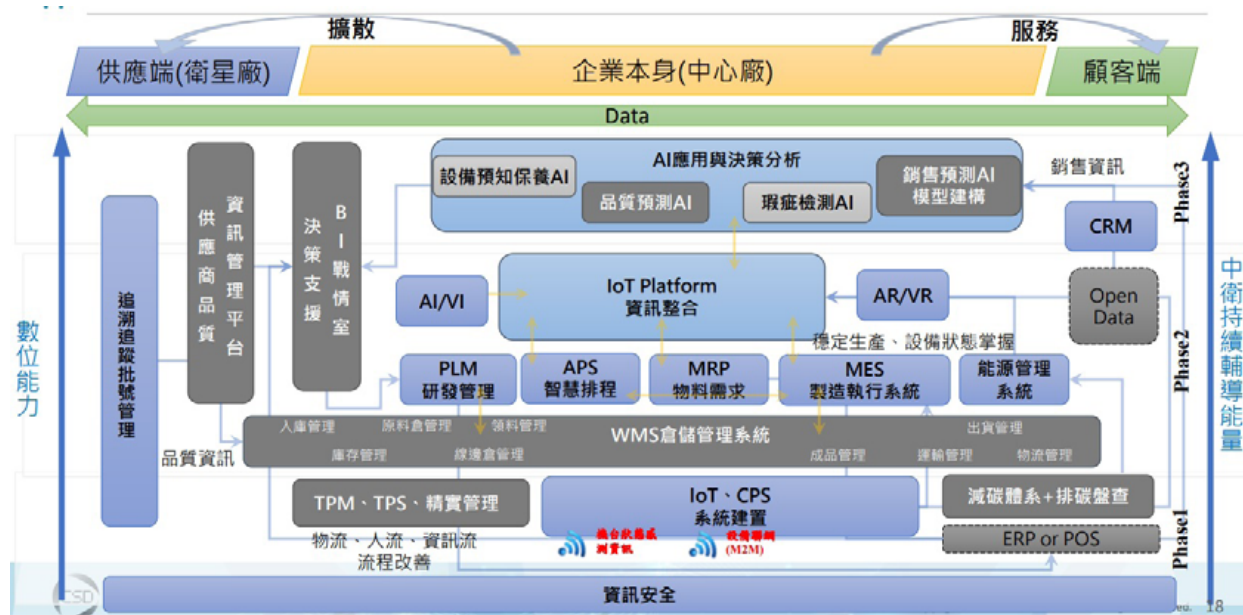 擴散
服務
供應端(衛星廠)
企業本身(中心廠)
顧客端
Data
AI應用與決策分析
設備預知保養AI
品質預測AI
瑕疵檢測AI
銷售預測AI
模型建構
銷售資訊
Phase3
CRM
供應商品質
資訊管理平台
決策支援
BI戰情室
追溯追蹤批號管理
數位能力
AI/VI
IoT Platform
資訊整合
AR/VR
Open
Data
中衛持續輔導能量
Phase2
穩定生產、設備狀態掌握
PLM
研發管理
APS
智慧排程
MRP
物料需求
MES
製造執行系統
能源管理
系統
入庫管理
原料倉管理
領料管理
WMS倉儲管理系統
出貨管理
庫存管理
線邊倉管理
成品管理
運輸管理
物流管理
品質資訊
TPM、TPS、精實管理
IoT、CPS
系統建置
減碳體系+排碳盤查
物流、人流、資訊流
流程改善
機台狀態感
測資訊
設備聯網
(M2M)
ERP or POS
Phase1
資訊安全
CSD
18